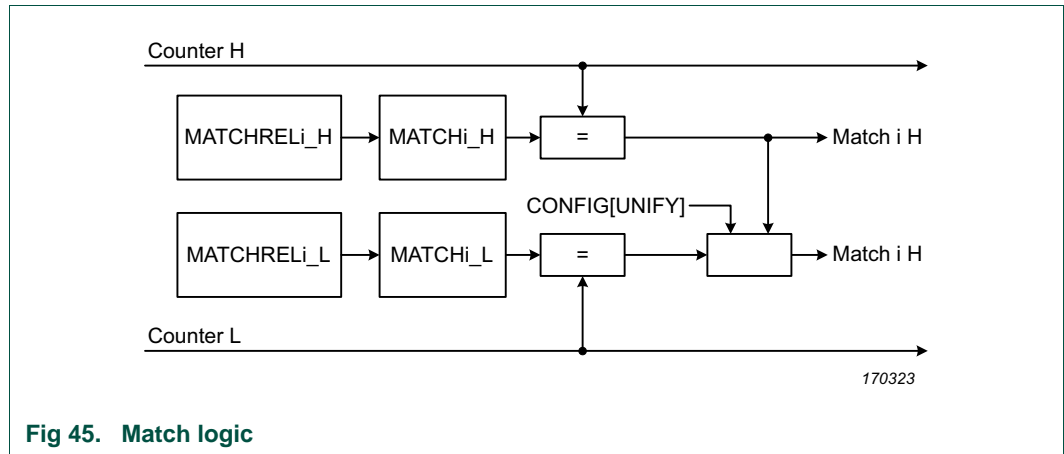 Counter H
MATCHRELi_H
MATCHi_H
=
Match i H
CONFIG[UNIFY]
MATCHRELi_L
MATCHi_L
=
Match i H
Counter L
170323
Fig 45. Match logic